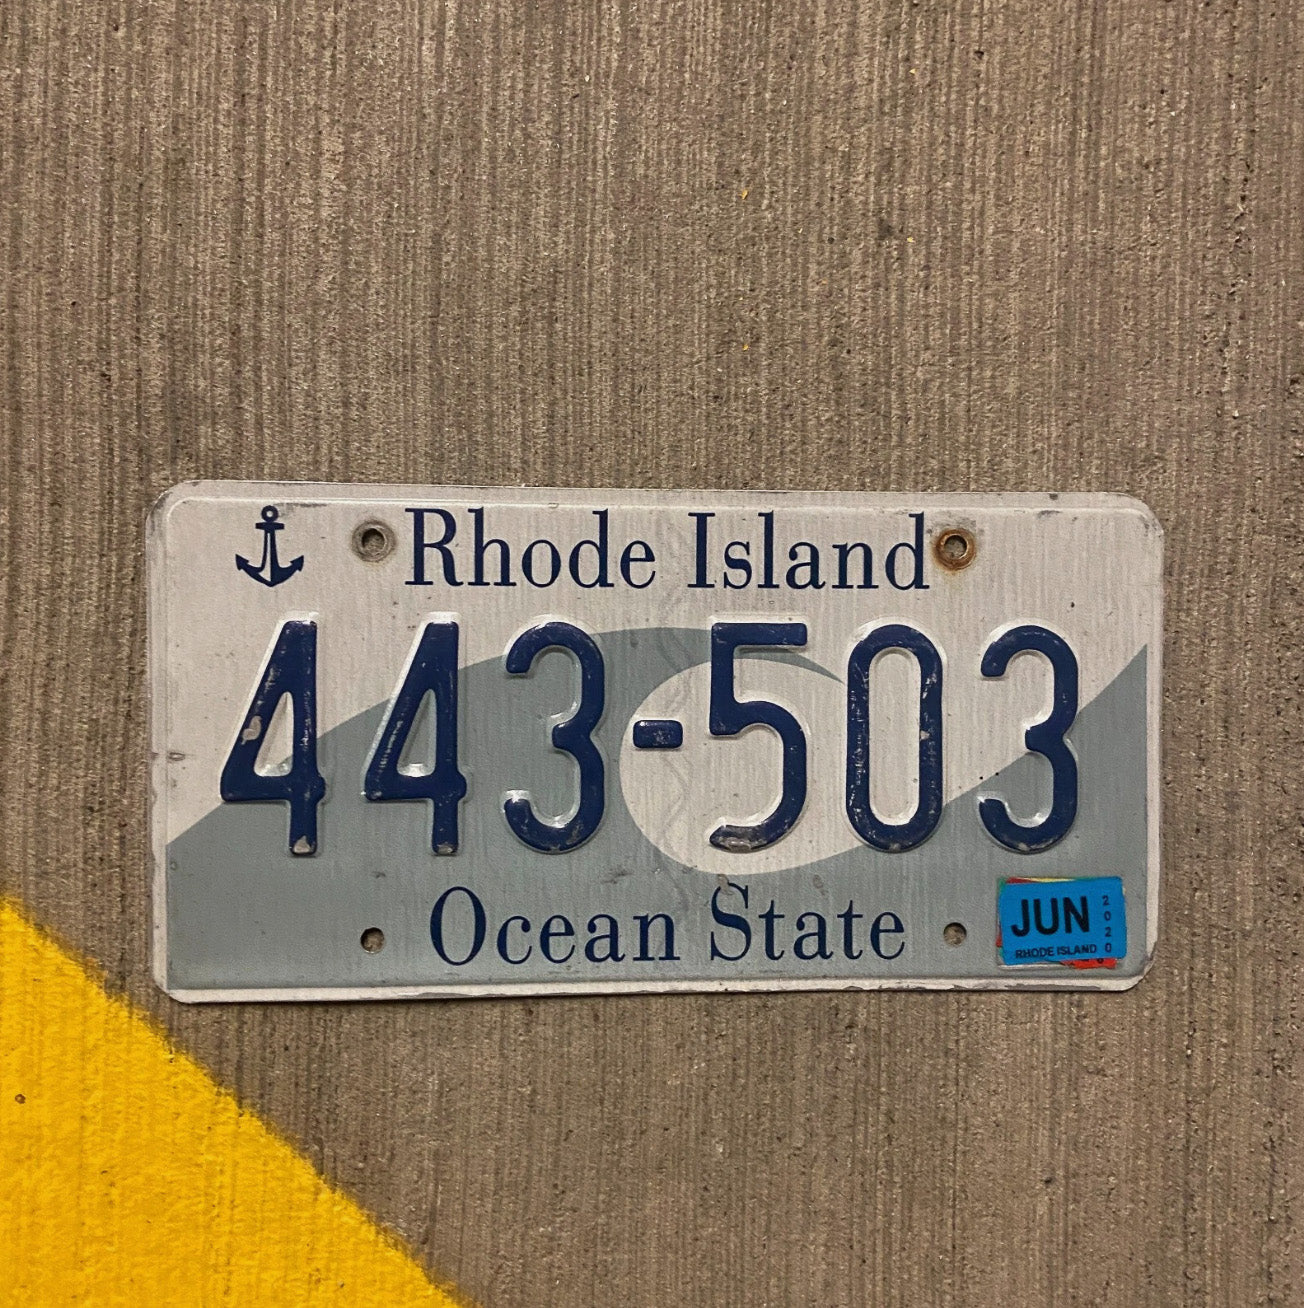 Rhode Island
443-503
Ocean State
JUN 2020
RHODE ISLAND